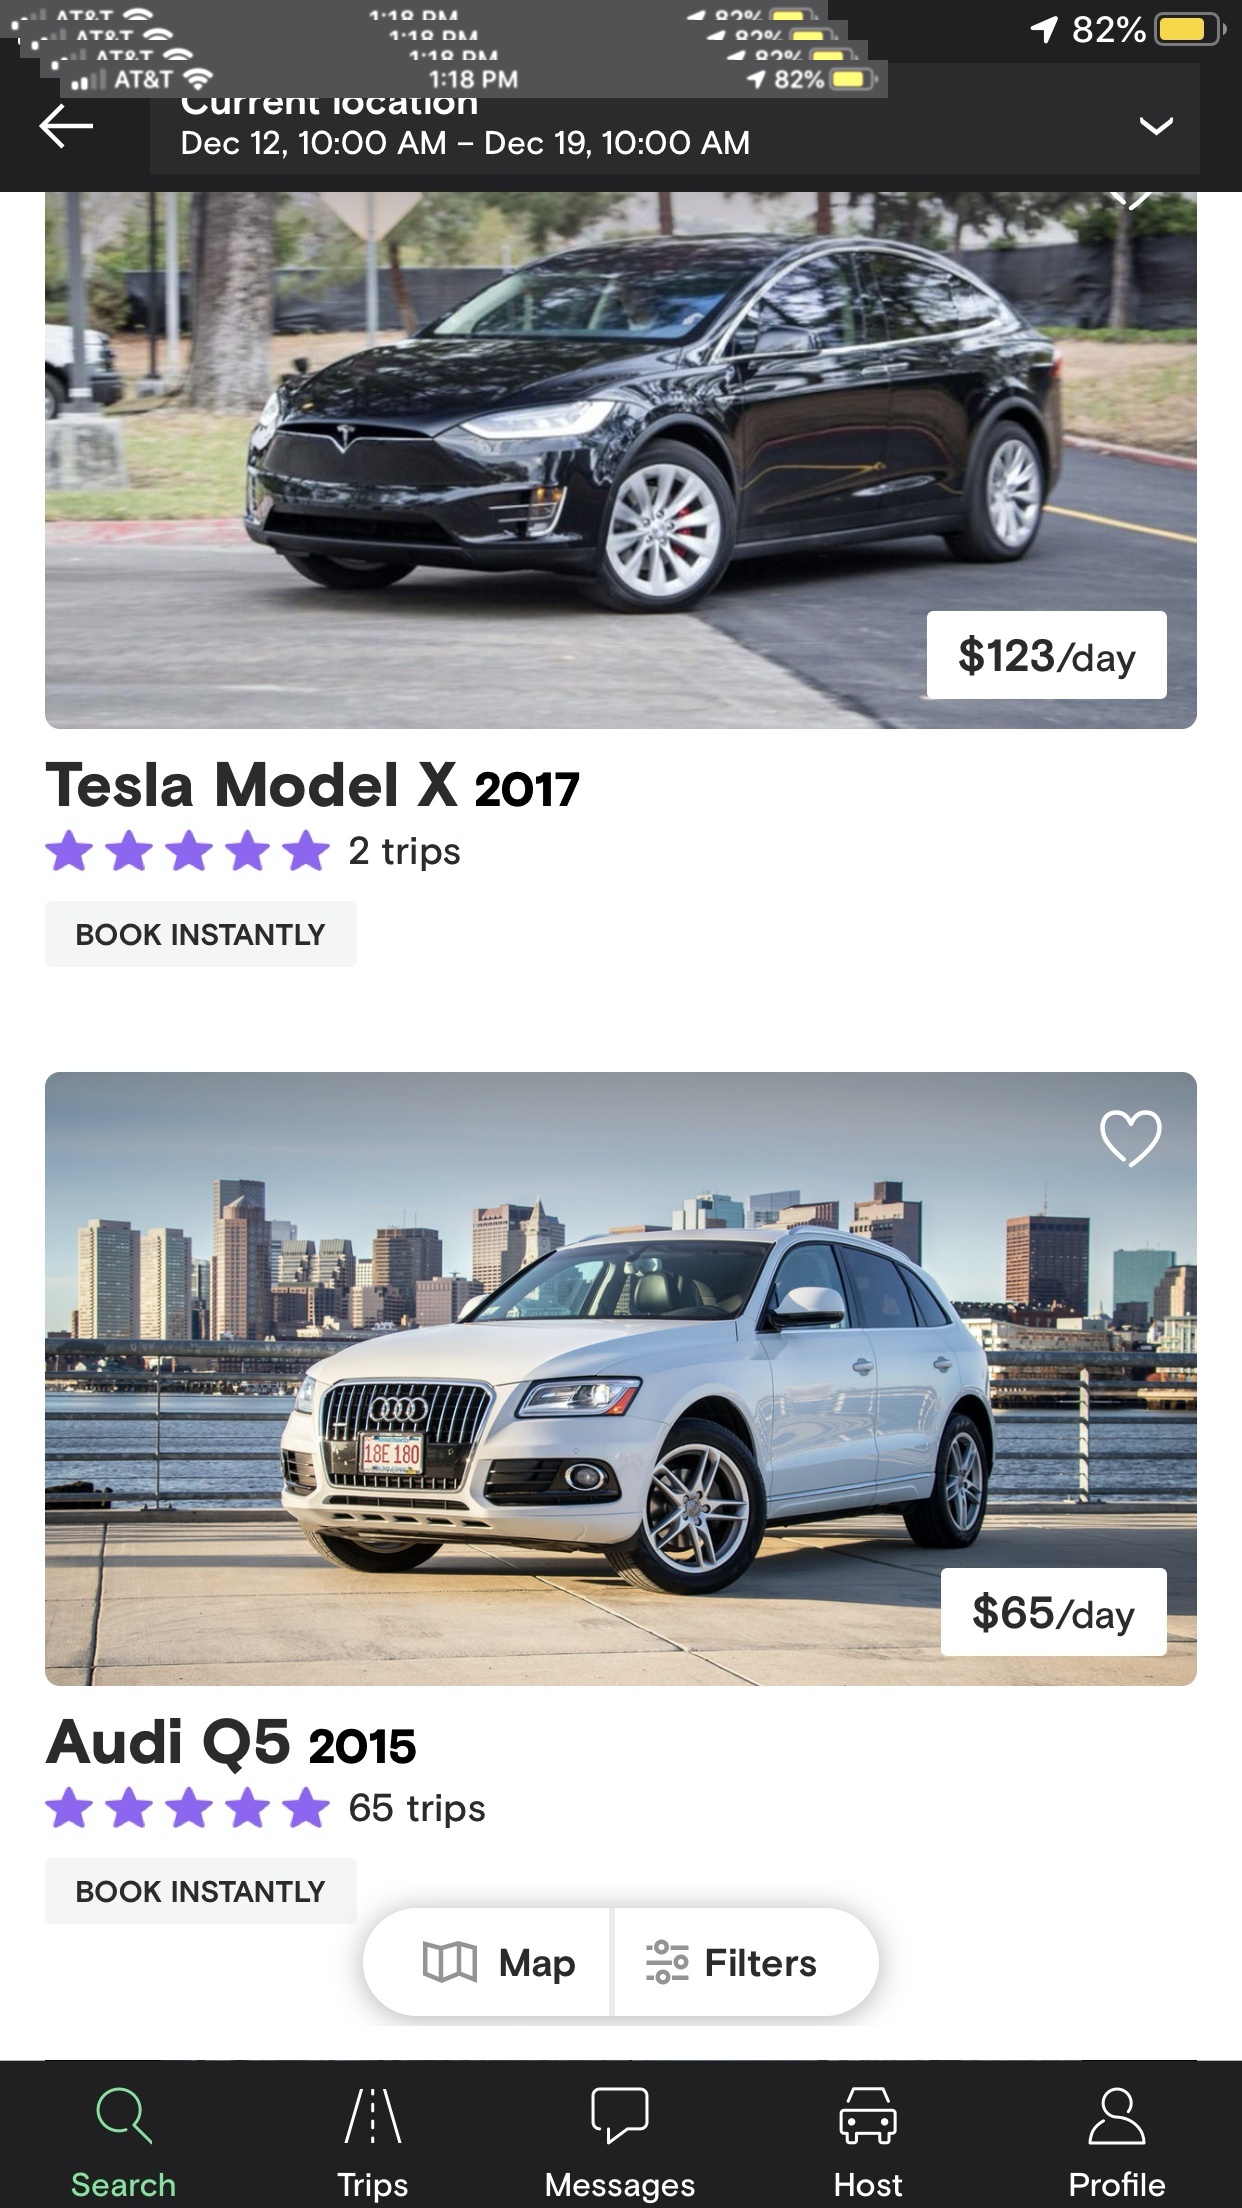 AT&T 1:18 PM 82%
82%
AT&T 1:18 PM 82%
AT&T 1:18 PM 82%
AT&T 1:18 PM 82%
Current location
Dec 12, 10:00 AM – Dec 19, 10:00 AM
$123/day
Tesla Model X 2017
2 trips
BOOK INSTANTLY
18E 180
$65/day
Audi Q5 2015
65 trips
BOOK INSTANTLY
Map
Filters
Search
Trips
Messages
Host
Profile